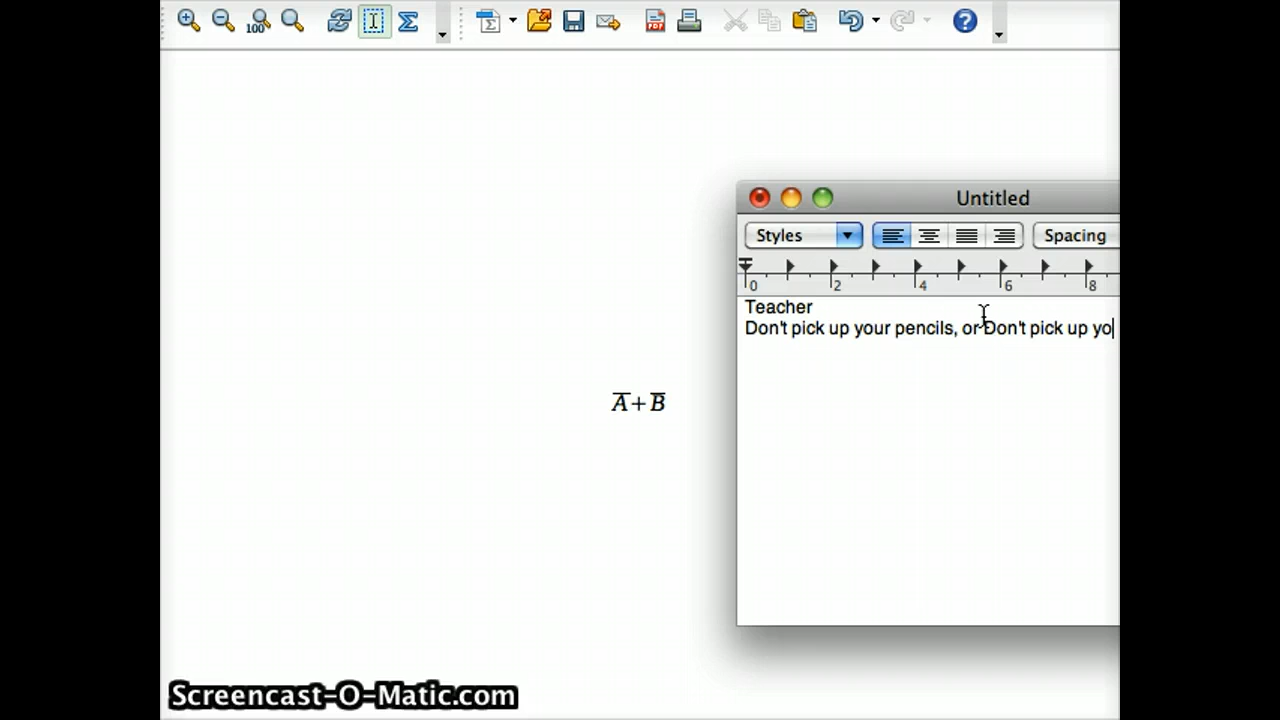 100
Untitled
Styles
Spacing
0 2 4 6 8
Teacher
Don't pick up your pencils, or Don't pick up yo
A̅+B̅
Screencast-O-Matic.com